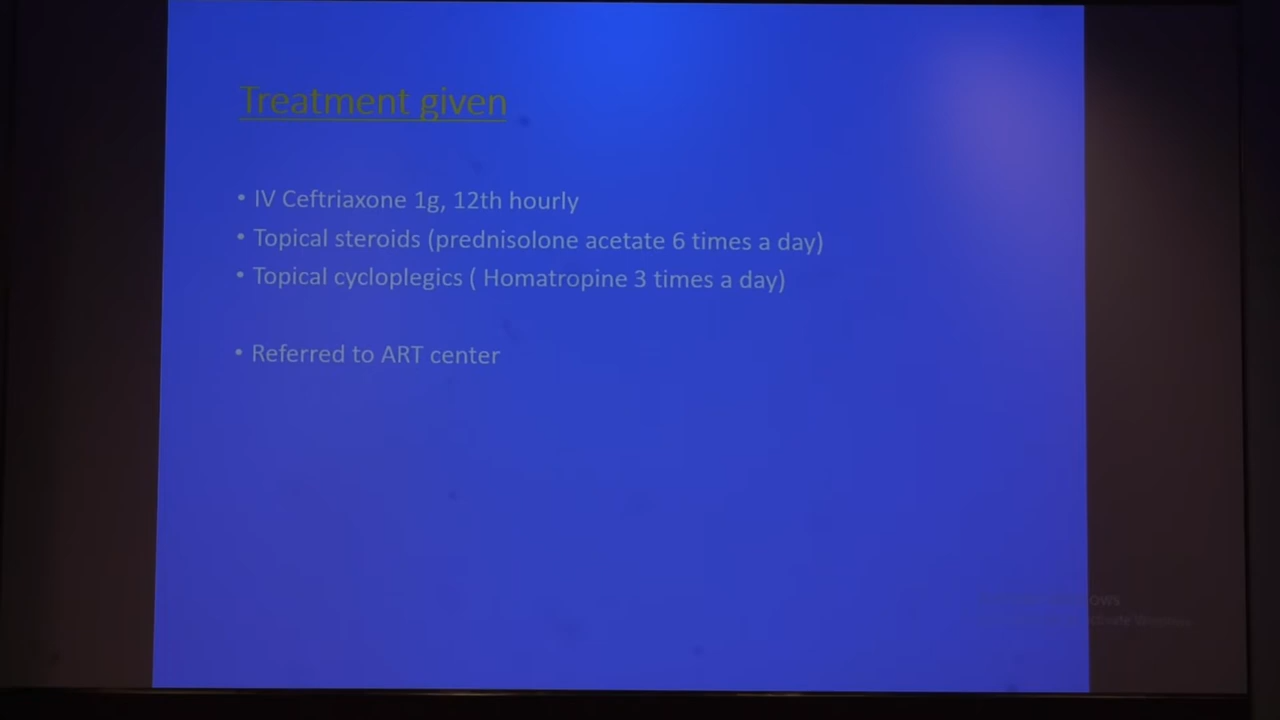 Treatment given
• IV Ceftriaxone 1g, 12th hourly
• Topical steroids (prednisolone acetate 6 times a day)
• Topical cycloplegics ( Homatropine 3 times a day)
• Referred to ART center